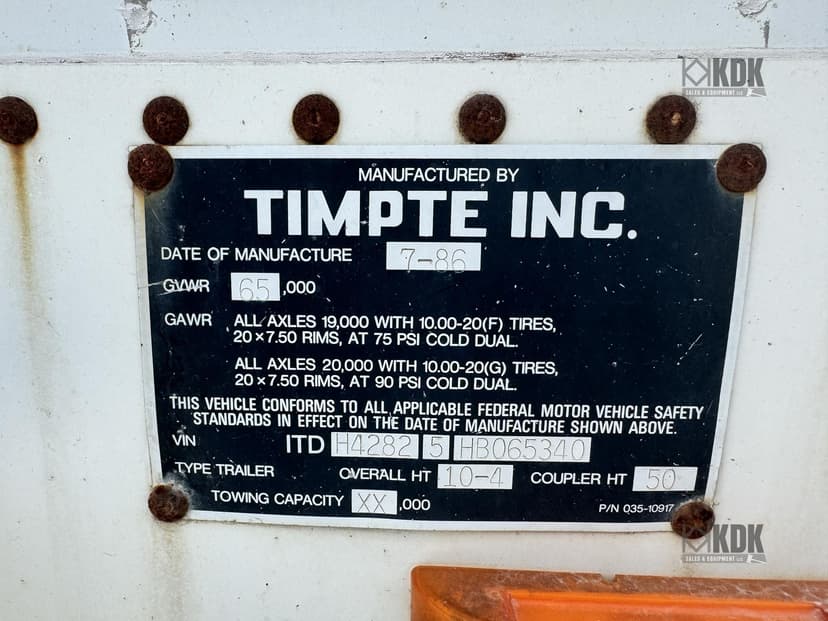 KDK
SALES & EQUIPMENT LLC
MANUFACTURED BY
TIMPTE INC.
DATE OF MANUFACTURE 7-86
GVWR 65,000
GAWR ALL AXLES 19,000 WITH 10.00-20(F) TIRES,
20 x 7.50 RIMS, AT 75 PSI COLD DUAL.
ALL AXLES 20,000 WITH 10.00-20(G) TIRES,
20 x 7.50 RIMS, AT 90 PSI COLD DUAL.
THIS VEHICLE CONFORMS TO ALL APPLICABLE FEDERAL MOTOR VEHICLE SAFETY
STANDARDS IN EFFECT ON THE DATE OF MANUFACTURE SHOWN ABOVE.
VIN ITD H4282 5 HB065340
TYPE TRAILER OVERALL HT 10-4 COUPLER HT 50
TOWING CAPACITY XX,000 P/N 035-10917
KDK
SALES & EQUIPMENT LLC